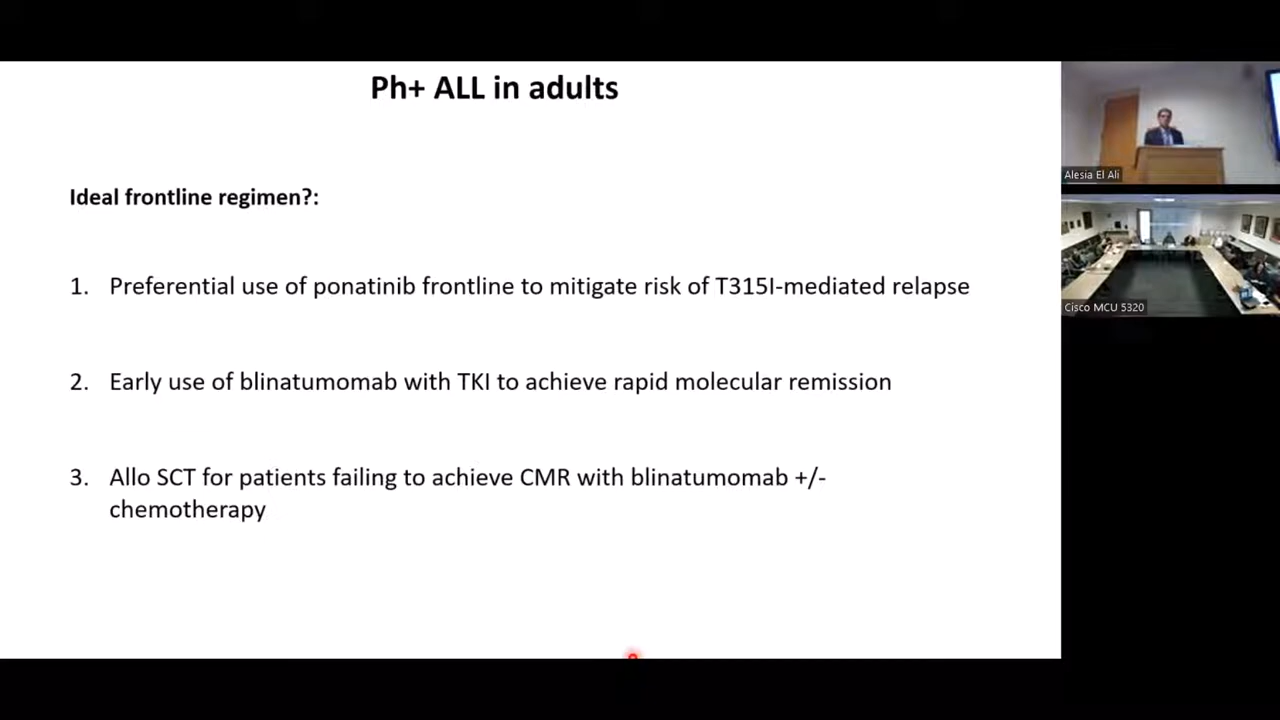 Ph+ ALL in adults
Ideal frontline regimen?:
1. Preferential use of ponatinib frontline to mitigate risk of T315I-mediated relapse
2. Early use of blinatumomab with TKI to achieve rapid molecular remission
3. Allo SCT for patients failing to achieve CMR with blinatumomab +/-
chemotherapy
Alesia El Ali
Cisco MCU 5320